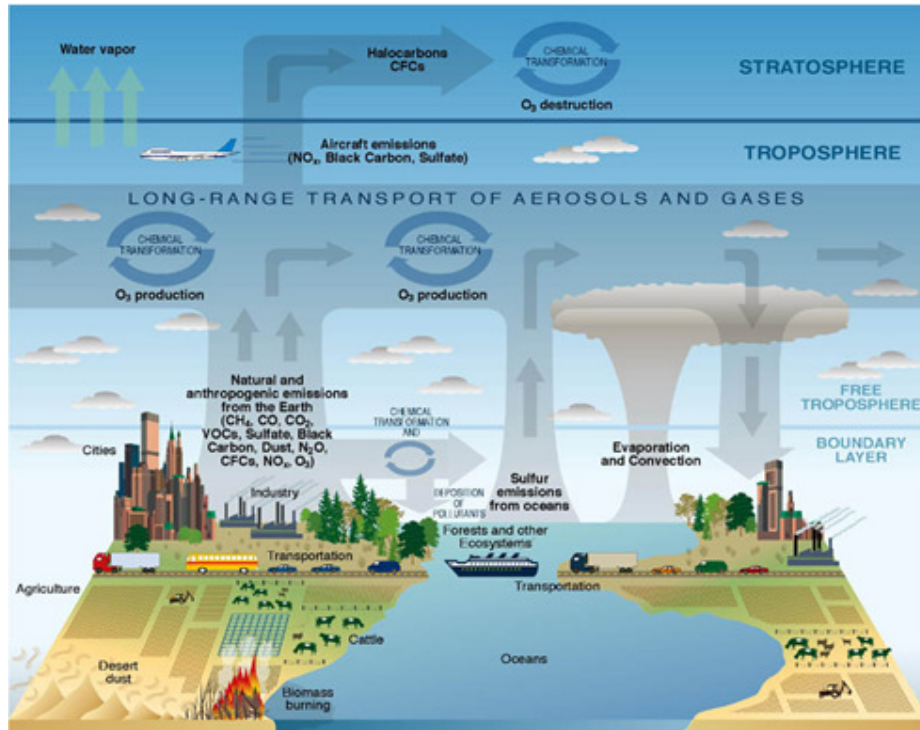 Water vapor
Halocarbons
CFCs
CHEMICAL
TRANSFORMATION
O₃ destruction
STRATOSPHERE
Aircraft emissions
(NOₓ, Black Carbon, Sulfate)
TROPOSPHERE
LONG-RANGE TRANSPORT OF AEROSOLS AND GASES
CHEMICAL
TRANSFORMATION
O₃ production
CHEMICAL
TRANSFORMATION
O₃ production
Natural and
anthropogenic emissions
from the Earth
(CH₄, CO, CO₂,
VOCs, Sulfate, Black
Carbon, Dust, N₂O,
CFCs, NOₓ, O₃)
CHEMICAL
TRANSFORMATION
AND
DEPOSITION
OF
POLLUTANTS
FREE
TROPOSPHERE
BOUNDARY
LAYER
Cities
Industry
Sulfur
emissions
from oceans
Evaporation
and Convection
Forests and other
Ecosystems
Transportation
Transportation
Agriculture
Cattle
Oceans
Desert
dust
Biomass
burning